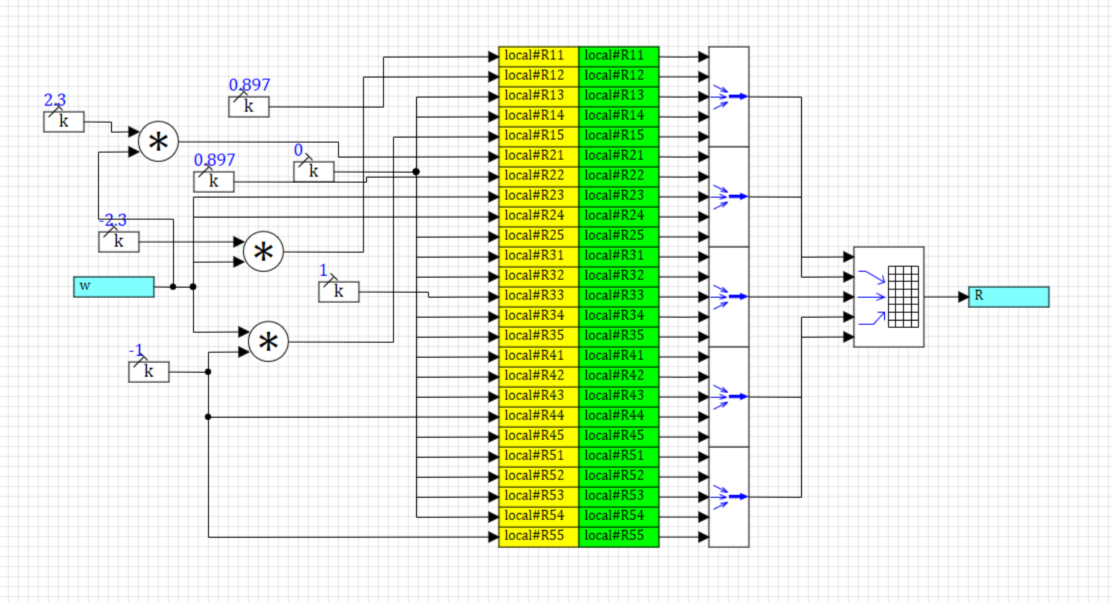 local#R11 local#R11
local#R12 local#R12
0.897
k
local#R13 local#R13
2.3
k
local#R14 local#R14
*
local#R15 local#R15
0
k
local#R21 local#R21
0.897
k
local#R22 local#R22
local#R23 local#R23
-2.3
k
local#R24 local#R24
*
local#R25 local#R25
local#R31 local#R31
1
k
local#R32 local#R32
w
local#R33 local#R33
R
local#R34 local#R34
*
local#R35 local#R35
-1
k
local#R41 local#R41
local#R42 local#R42
local#R43 local#R43
local#R44 local#R44
local#R45 local#R45
local#R51 local#R51
local#R52 local#R52
local#R53 local#R53
local#R54 local#R54
local#R55 local#R55